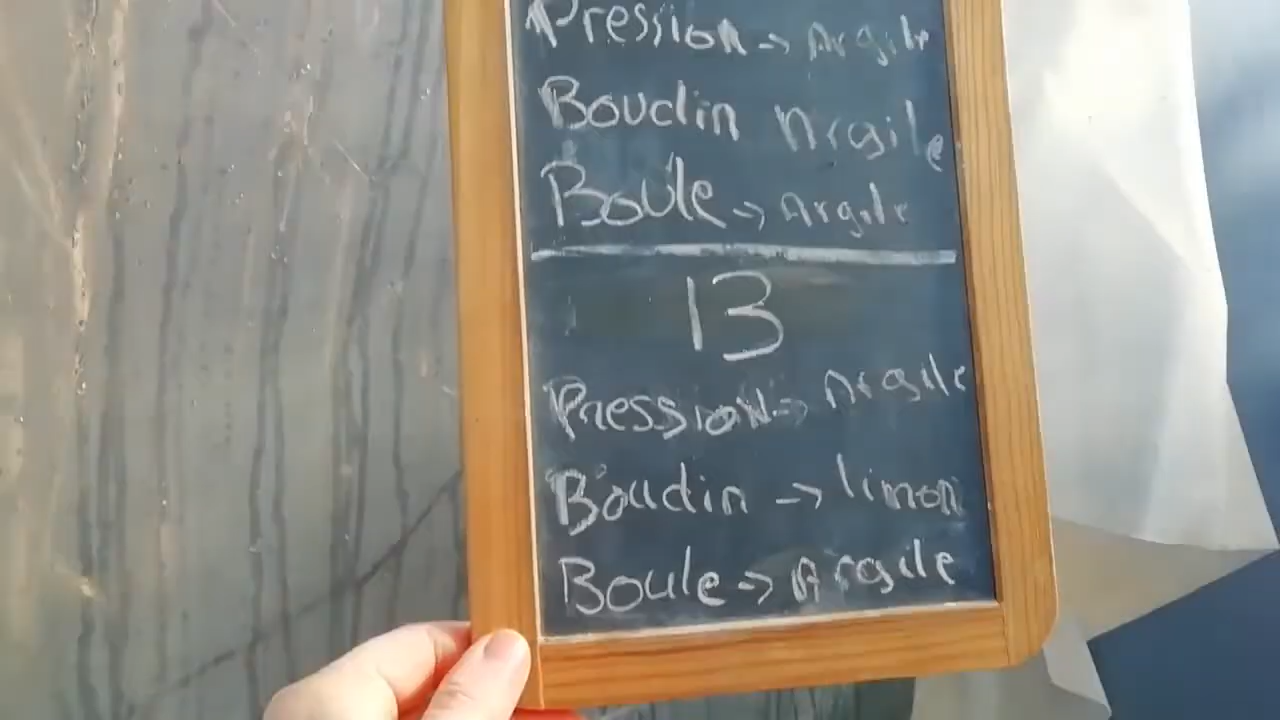 Pression -> Argile
Boudin Argile
Boule -> Argile
13
Pression -> Argile
Boudin -> limon
Boule -> Argile